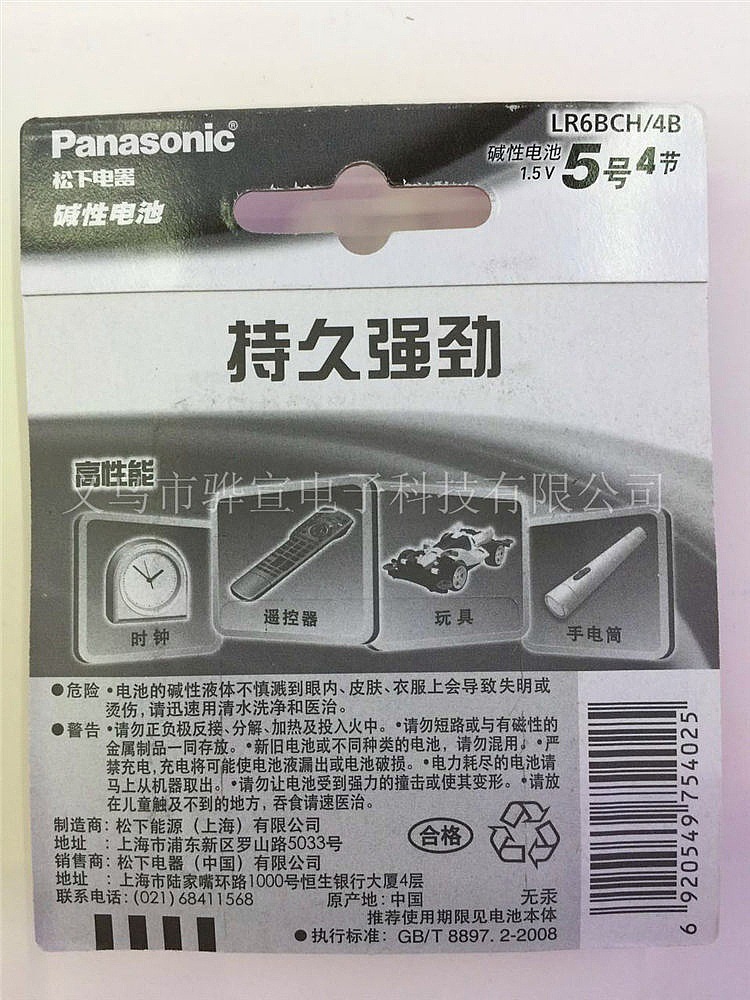 Panasonic®
松下电器
碱性电池
LR6BCH/4B
碱性电池
1.5V 5号4节
持久强劲
高性能
义乌市骅宣电子科技有限公司
时钟
遥控器
玩具
手电筒
●危险 •电池的碱性液体不慎溅到眼内、皮肤、衣服上会导致失明或
烫伤,请迅速用清水洗净和医治。
●警告 •请勿正负极反接、分解、加热及投入火中。•请勿短路或与有磁性的
金属制品一同存放。•新旧电池或不同种类的电池,请勿混用。•严
禁充电,充电将可能使电池液漏出或电池破损。•电力耗尽的电池请
马上从机器取出。•请勿让电池受到强力的撞击或使其变形。•请放
在儿童触及不到的地方,吞食请速医治。
制造商: 松下能源(上海)有限公司
地址 : 上海市浦东新区罗山路5033号
销售商: 松下电器(中国)有限公司
地址 : 上海市陆家嘴环路1000号恒生银行大厦4层
联系电话: (021) 68411568
原产地: 中国
合格
无汞
推荐使用期限见电池本体
●执行标准: GB/T 8897. 2-2008
6 920549 754025